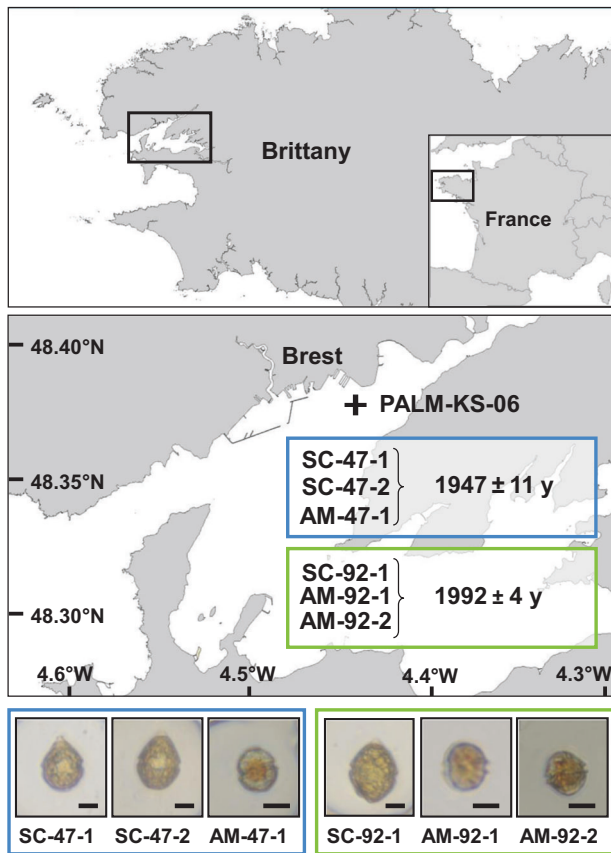 Brittany
France
48.40°N
Brest
PALM-KS-06
48.35°N
SC-47-1
SC-47-2
AM-47-1
1947 ± 11 y
SC-92-1
AM-92-1
AM-92-2
1992 ± 4 y
48.30°N
4.6°W 4.5°W 4.4°W 4.3°W
SC-47-1 SC-47-2 AM-47-1 SC-92-1 AM-92-1 AM-92-2